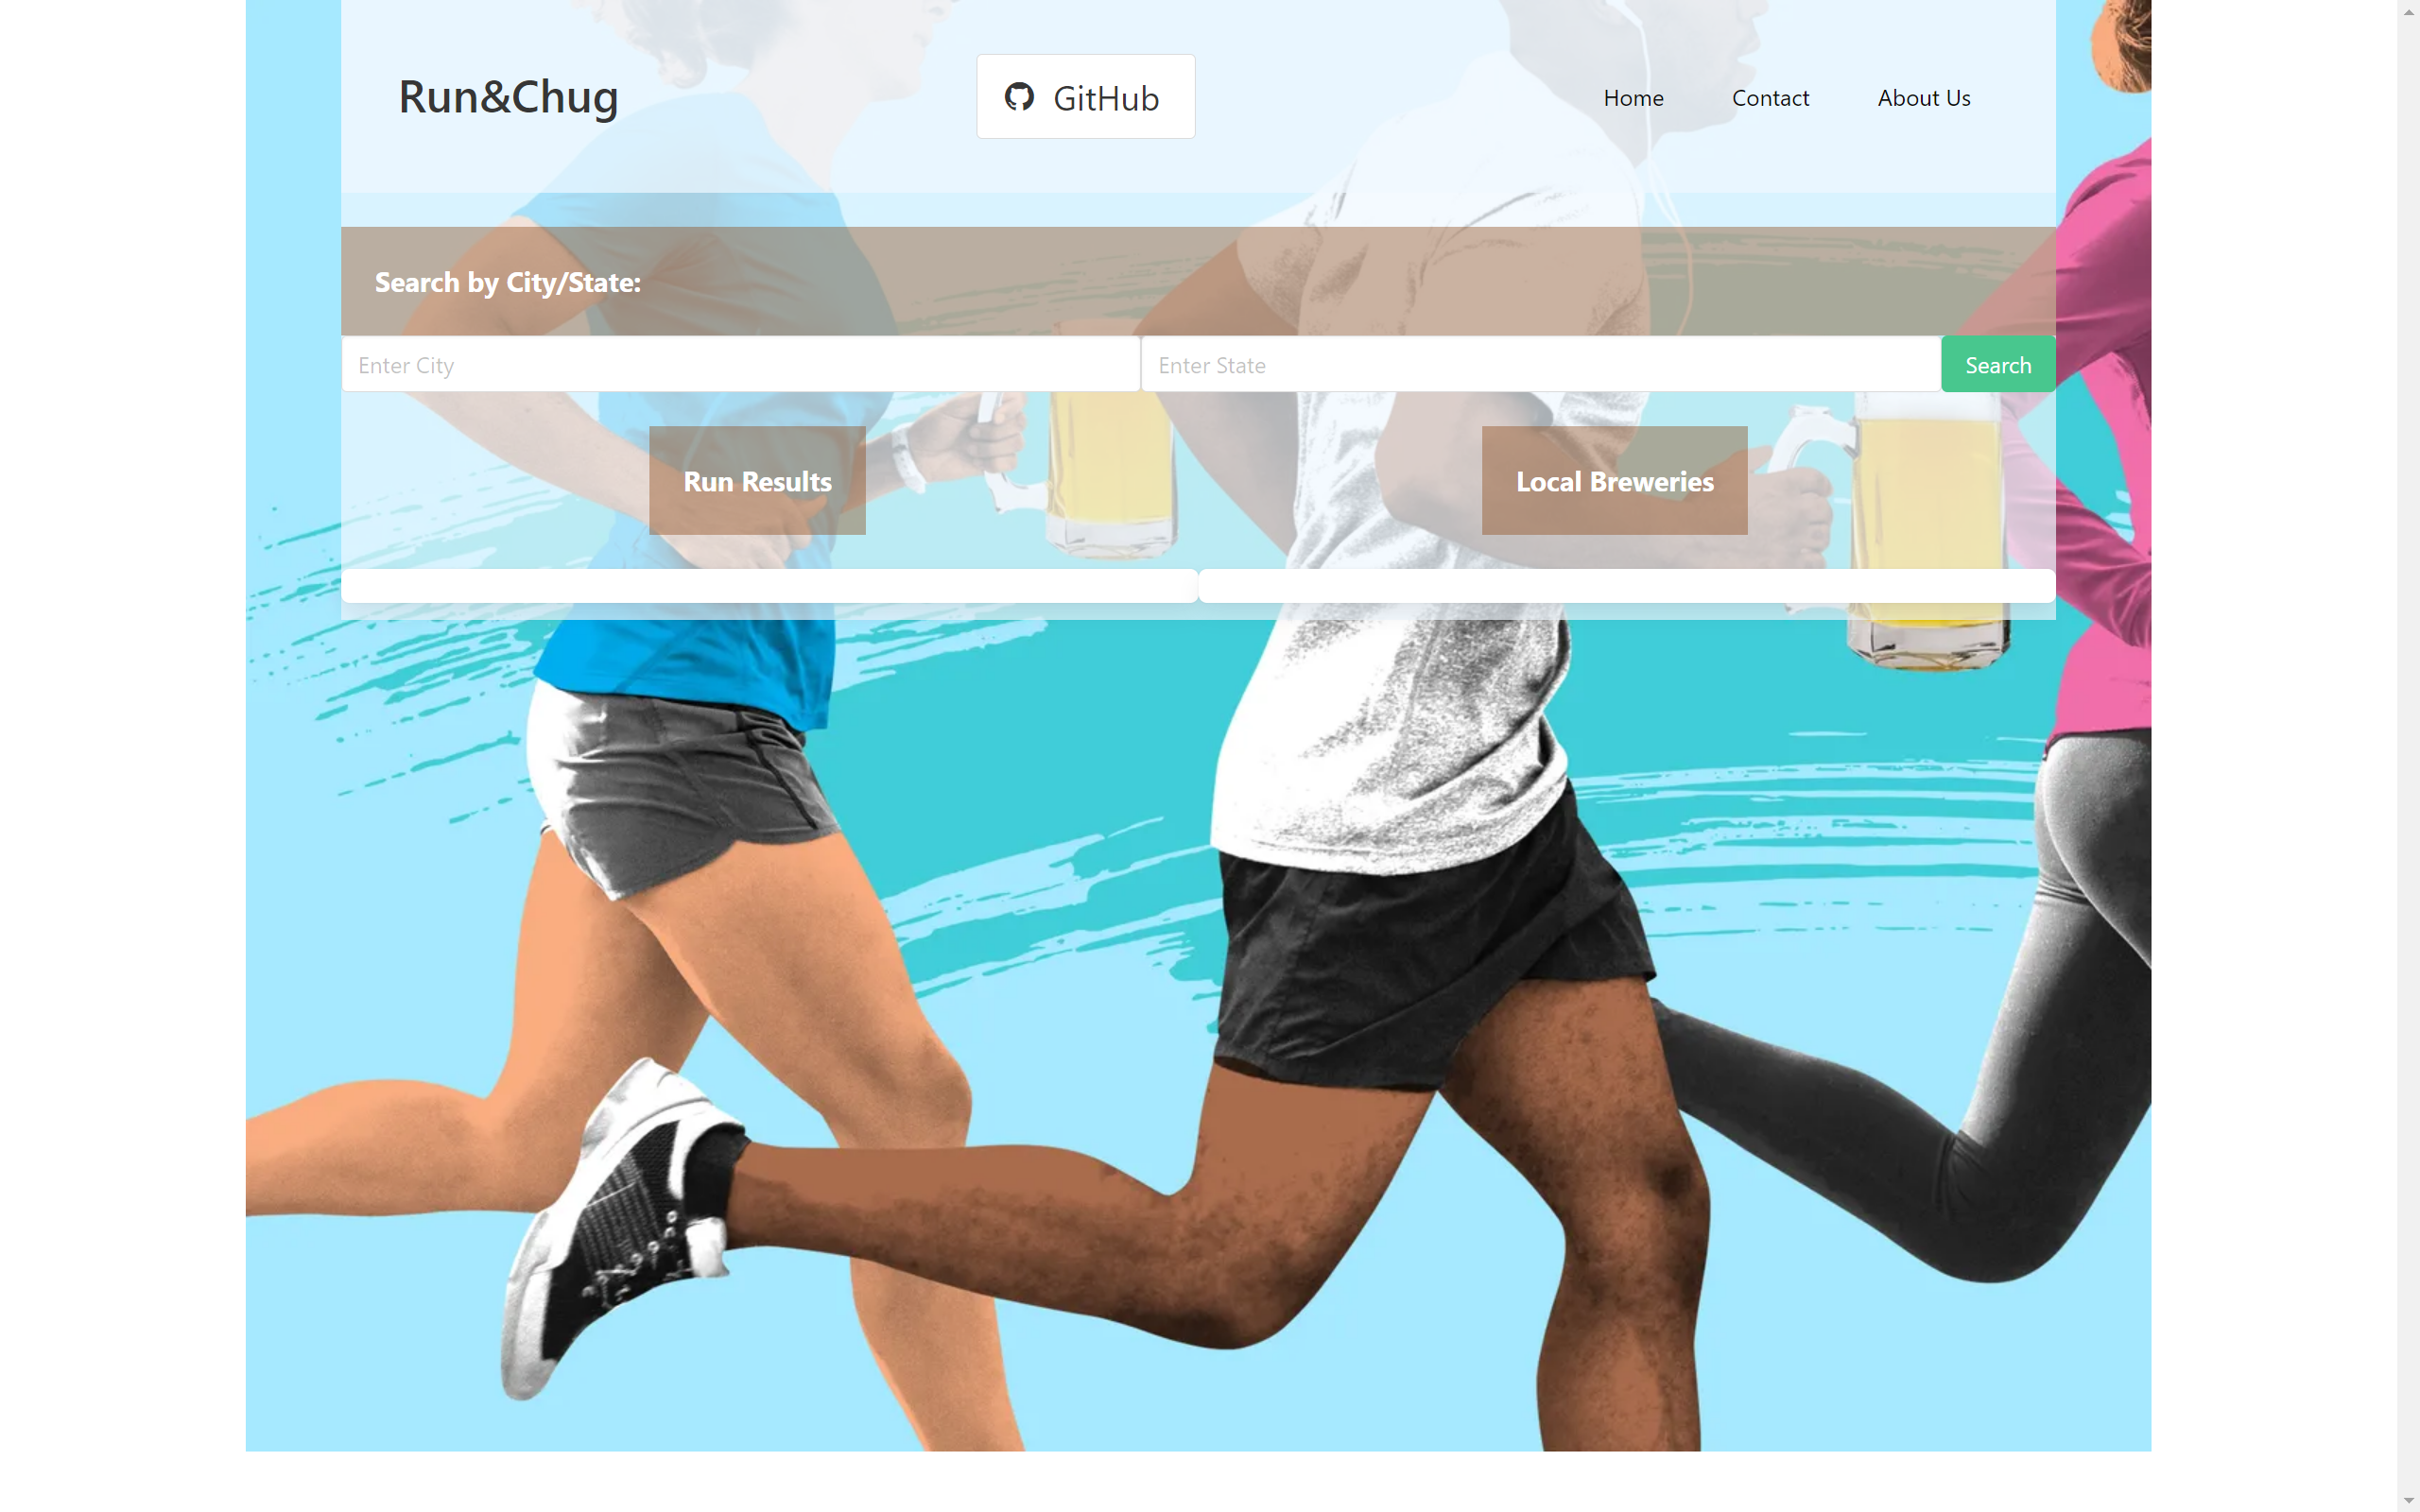 Run&Chug
GitHub
Home
Contact
About Us
Search by City/State:
Enter City
Enter State
Search
Run Results
Local Breweries